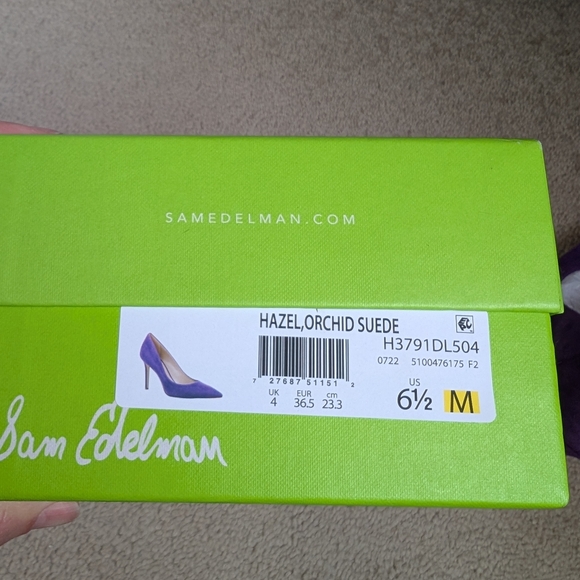 SAMEDELMAN.COM
HAZEL,ORCHID SUEDE
H3791DL504
0722 5100476175 F2
7 27687 51151 2
UK EUR cm
4 36.5 23.3
US
6½ M
Sam Edelman